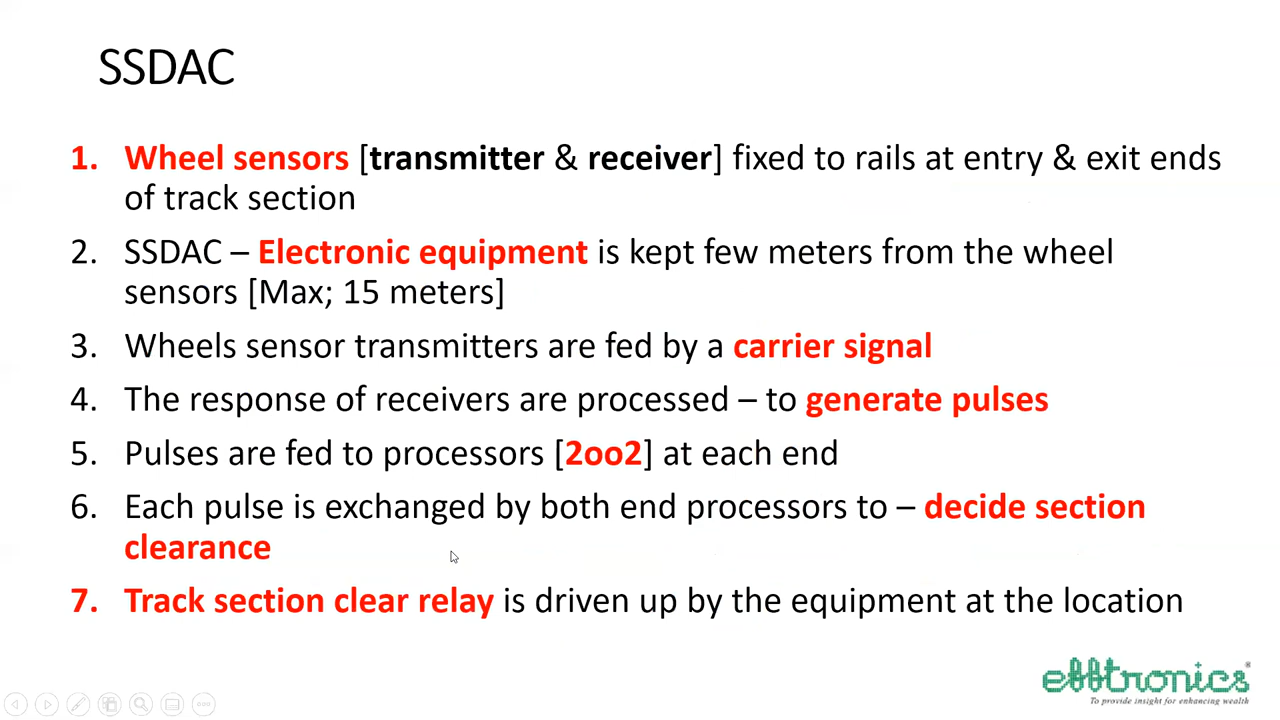 SSDAC
1. Wheel sensors [transmitter & receiver] fixed to rails at entry & exit ends
of track section
2. SSDAC – Electronic equipment is kept few meters from the wheel
sensors [Max; 15 meters]
3. Wheels sensor transmitters are fed by a carrier signal
4. The response of receivers are processed – to generate pulses
5. Pulses are fed to processors [2oo2] at each end
6. Each pulse is exchanged by both end processors to – decide section
clearance
7. Track section clear relay is driven up by the equipment at the location
efftronics®
To provide insight for enhancing wealth